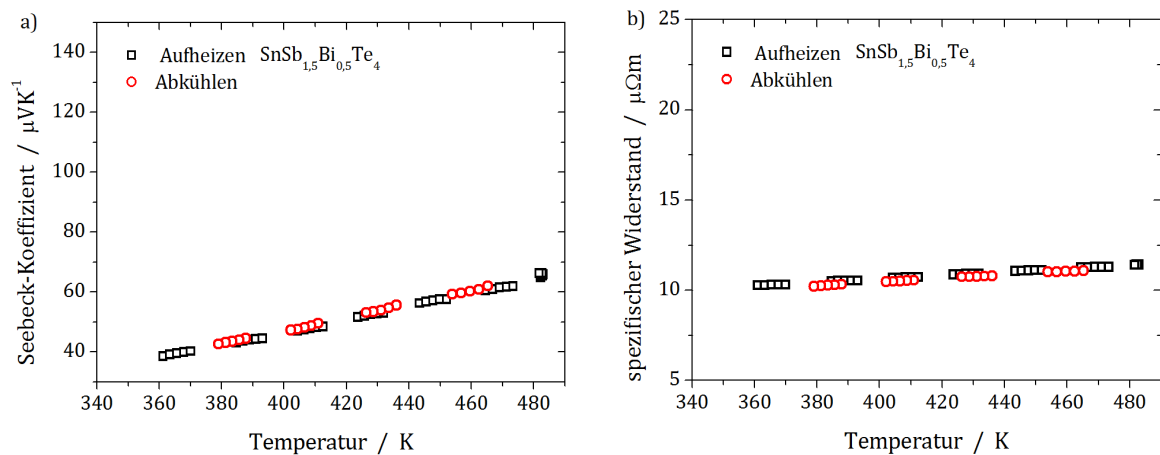 a)
140
120
100
80
60
40
Seebeck-Koeffizient / µVK⁻¹
Aufheizen SnSb₁,₅Bi₀,₅Te₄
Abkühlen
340 360 380 400 420 440 460 480
Temperatur / K
b)
25
20
15
10
5
spezifischer Widerstand / µΩm
Aufheizen SnSb₁,₅Bi₀,₅Te₄
Abkühlen
340 360 380 400 420 440 460 480
Temperatur / K